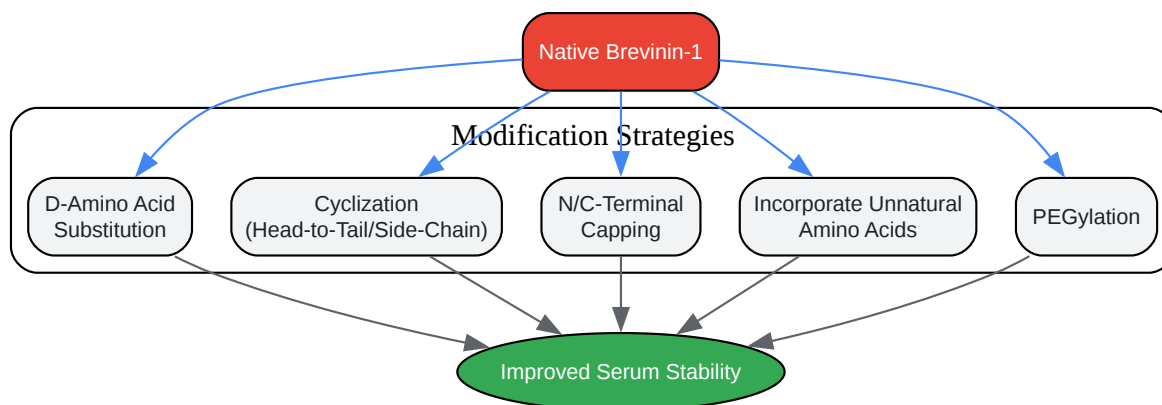 Native Brevinin-1
Modification Strategies
D-Amino Acid
Substitution
Cyclization
(Head-to-Tail/Side-Chain)
N/C-Terminal
Capping
Incorporate Unnatural
Amino Acids
PEGylation
Improved Serum Stability